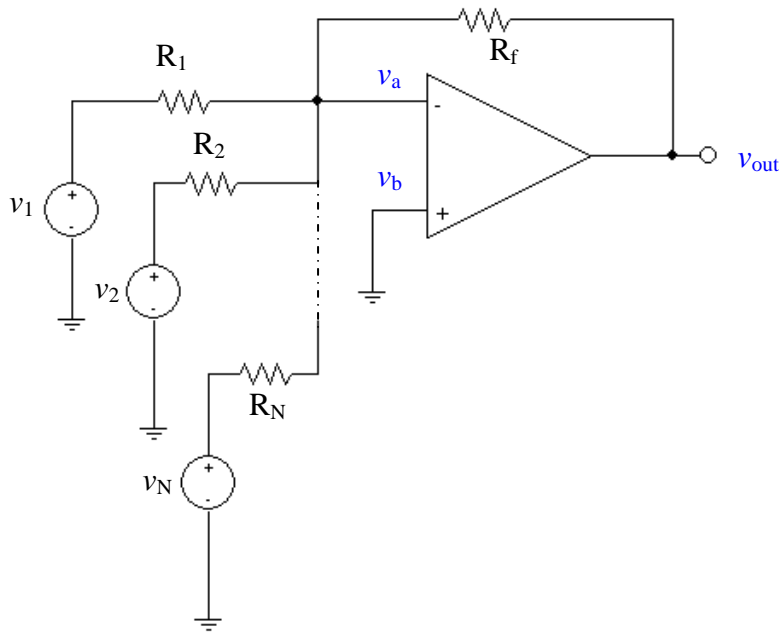 R1
Rf
va
-
R2
vb
v1
+
-
+
vout
v2
+
-
RN
vN
+
-